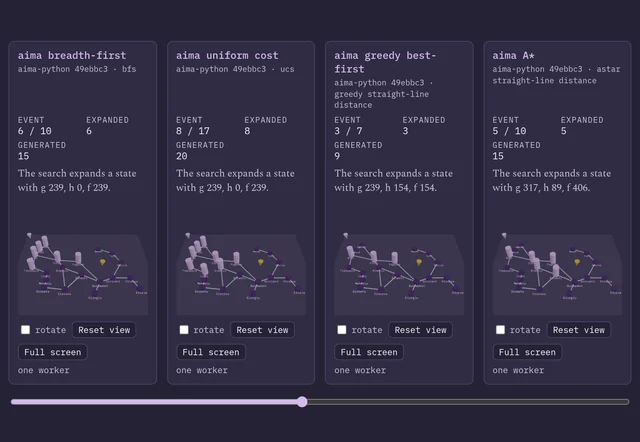 aima breadth-first
aima-python 49ebbc3 · bfs
EVENT
6 / 10
EXPANDED
6
GENERATED
15
The search expands a state
with g 239, h 0, f 239.
rotate
Reset view
Full screen
one worker
aima uniform cost
aima-python 49ebbc3 · ucs
EVENT
8 / 17
EXPANDED
8
GENERATED
20
The search expands a state
with g 239, h 0, f 239.
rotate
Reset view
Full screen
one worker
aima greedy best-
first
aima-python 49ebbc3 ·
greedy straight-line
distance
EVENT
3 / 7
EXPANDED
3
GENERATED
9
The search expands a state
with g 239, h 154, f 154.
rotate
Reset view
Full screen
one worker
aima A*
aima-python 49ebbc3 · astar
straight-line distance
EVENT
5 / 10
EXPANDED
5
GENERATED
15
The search expands a state
with g 317, h 89, f 406.
rotate
Reset view
Full screen
one worker